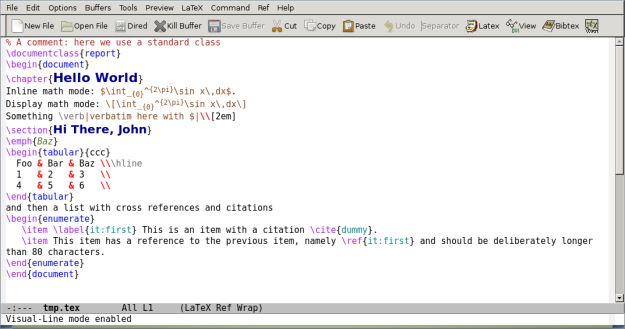 File Edit Options Buffers Tools Preview LaTeX Command Ref Help
New File Open File Dired Kill Buffer Save Buffer Cut Copy Paste Undo Separator Latex View Bibtex
% A comment: here we use a standard class
\documentclass{report}
\begin{document}
\chapter{Hello World}
Inline math mode: $\int_{0}^{2\pi}\sin x\,dx$.
Display math mode: \[\int_{0}^{2\pi}\sin x\,dx\]
Something \verb|verbatim here with $|\\[2em]
\section{Hi There, John}
\emph{Baz}
\begin{tabular}{ccc}
Foo & Bar & Baz \\\hline
1 & 2 & 3 \\
4 & 5 & 6 \\
\end{tabular}
and then a list with cross references and citations
\begin{enumerate}
\item \label{it:first} This is an item with a citation \cite{dummy}.
\item This item has a reference to the previous item, namely \ref{it:first} and should be deliberately longer
than 80 characters.
\end{enumerate}
\end{document}
-:--- tmp.tex All L1 (LaTeX Ref Wrap)
Visual-Line mode enabled